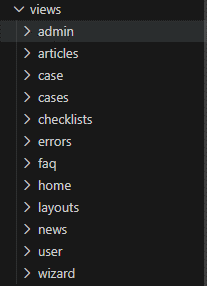 views
admin
articles
case
cases
checklists
errors
faq
home
layouts
news
user
wizard